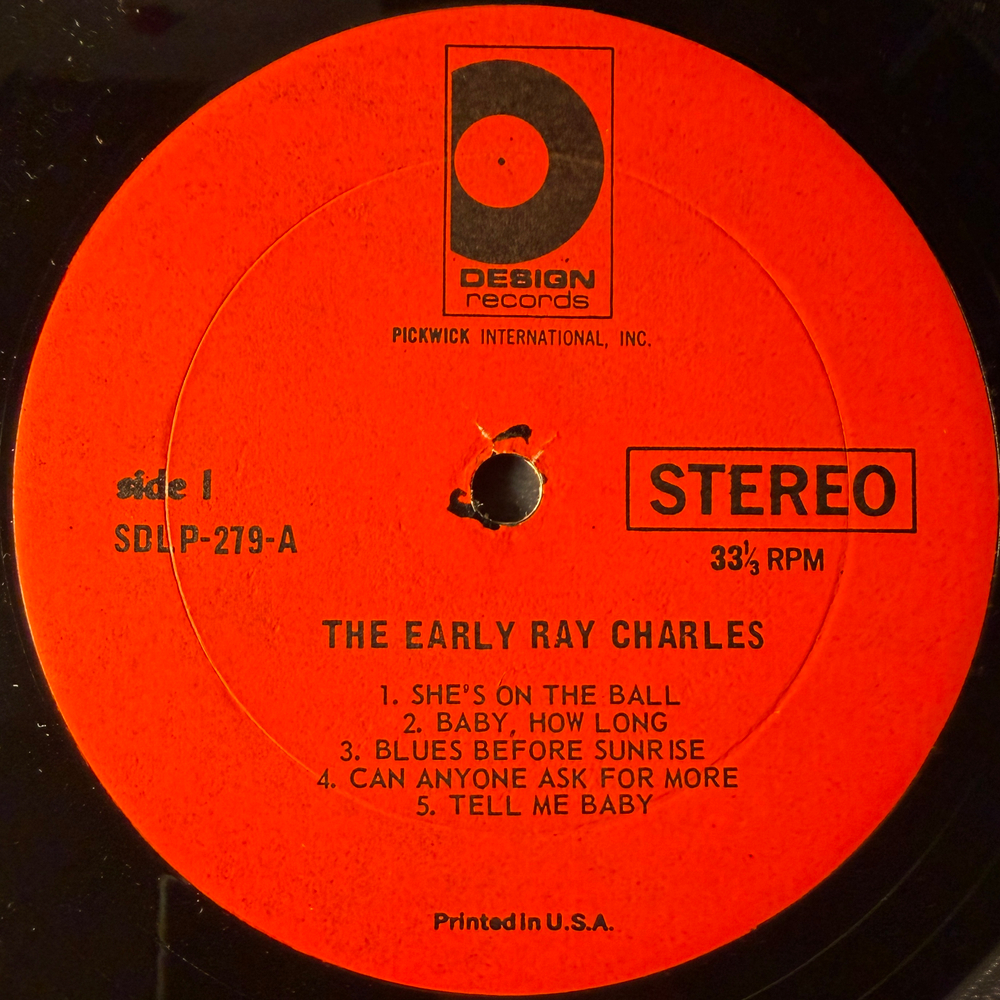 DESIGN
records
PICKWICK INTERNATIONAL, INC.
side 1
SDLP-279-A
STEREO
33⅓ RPM
THE EARLY RAY CHARLES
1. SHE'S ON THE BALL
2. BABY, HOW LONG
3. BLUES BEFORE SUNRISE
4. CAN ANYONE ASK FOR MORE
5. TELL ME BABY
Printed in U.S.A.